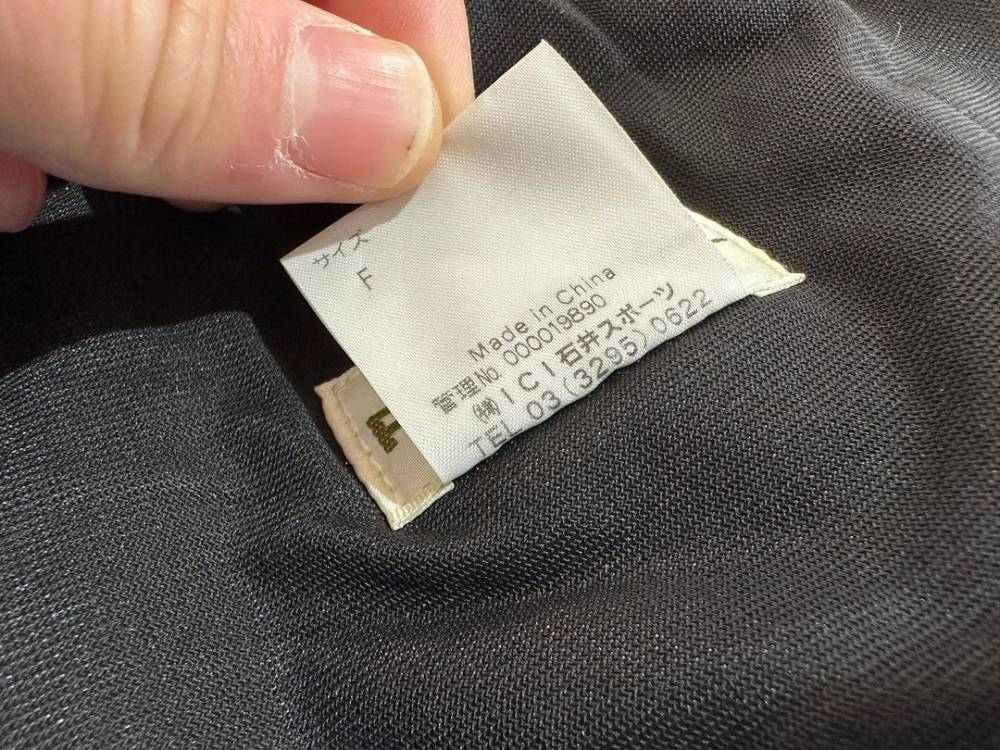 サイズ
F
Made in China
管理No. 000019890
㈱ICI石井スポーツ
TEL 03(3295)0622